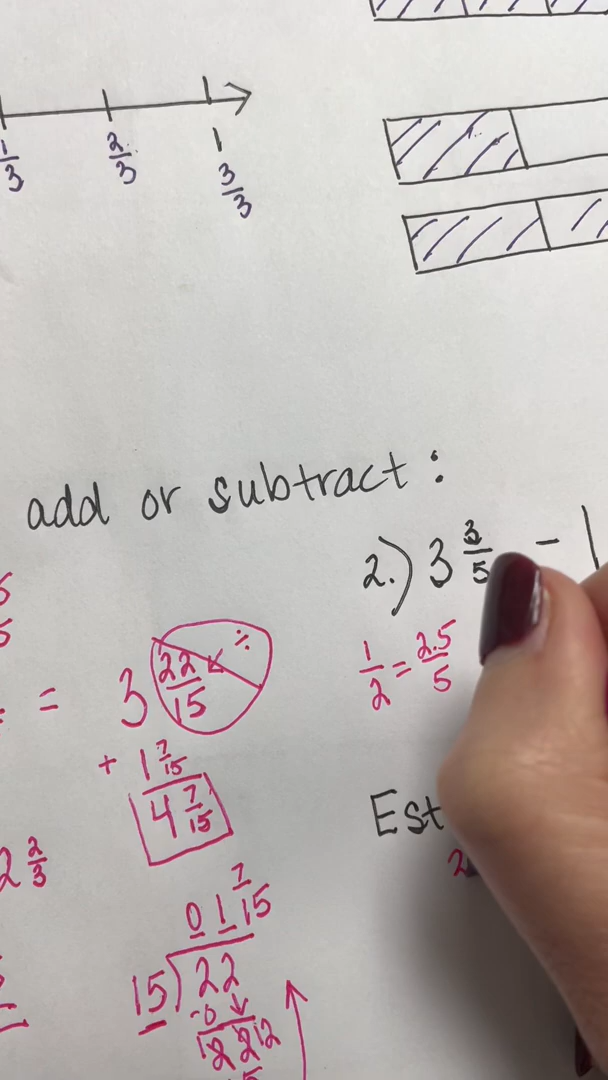 1/3 2/3 1
3/3
add or subtract :
2.) 3 3/5 - 1
1/2 = 2.5/5
= 3 22/15 ÷
+ 1 7/15
4 7/15
Est
2
2 2/3
0 1 7/15
15)22
-0